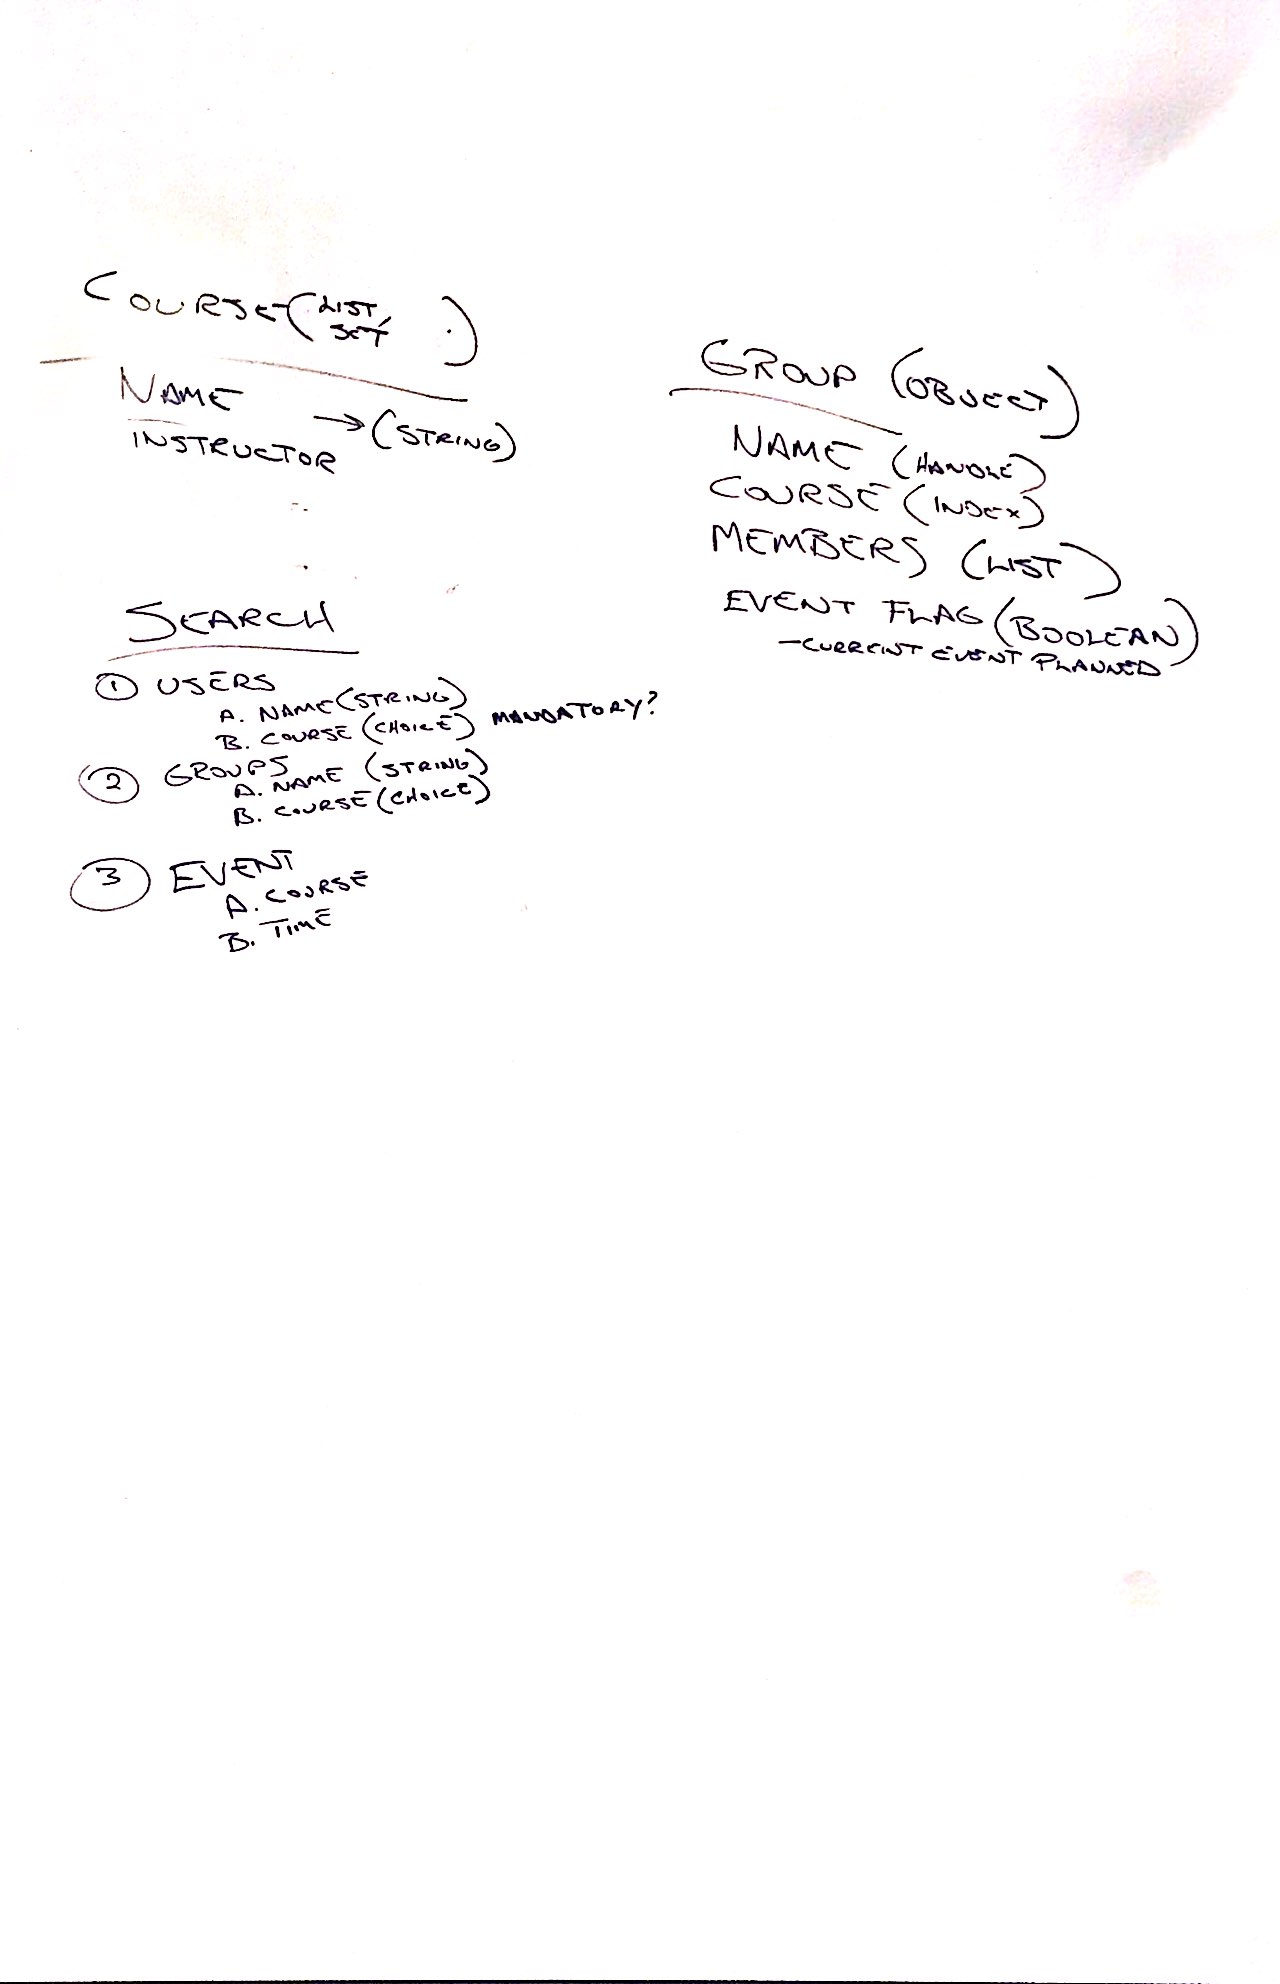 COURSE (LIST,
SET )
NAME
→ (STRING)
INSTRUCTOR
SEARCH
① USERS
A. NAME (STRING)
B. COURSE (CHOICE) MANDATORY?
② GROUPS
A. NAME (STRING)
B. COURSE (CHOICE)
③ EVENT
A. COURSE
B. TIME
GROUP (OBJECT)
NAME (HANDLE)
COURSE (INDEX)
MEMBERS (LIST)
EVENT FLAG (BOOLEAN)
- CURRENT EVENT PLANNED